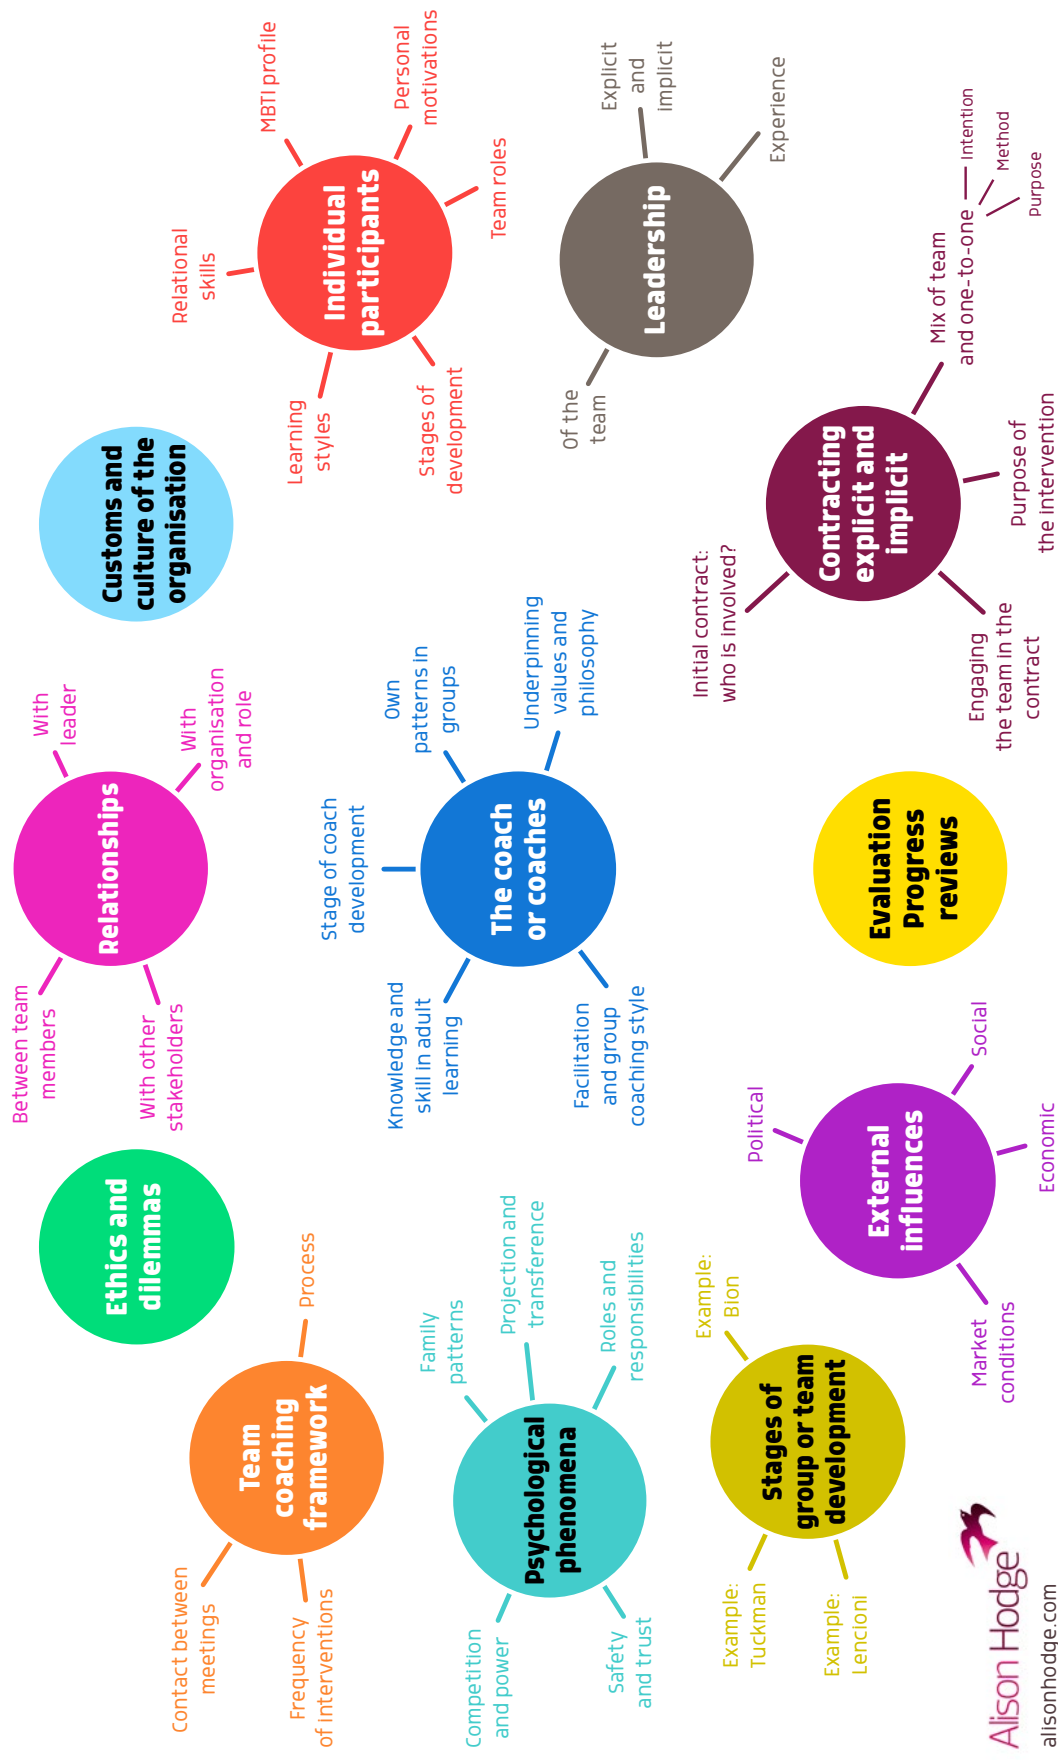 Contact between
meetings
Frequency
of interventions
Team
coaching
framework
Process
Ethics and
dilemmas
Between team
members
With other
stakeholders
Relationships
With
leader
With
organisation
and role
Customs and
culture of the
organisation
Learning
styles
Relational
skills
Stages of
development
Individual
participants
MBTI profile
Personal
motivations
Team roles
Competition
and power
Safety
and trust
Psychological
phenomena
Family
patterns
Projection and
transference
Roles and
responsibilities
Knowledge and
skill in adult
learning
Facilitation
and group
coaching style
Stage of coach
development
The coach
or coaches
Own
patterns in
groups
Underpinning
values and
philosophy
Of the
team
Leadership
Explicit
and
implicit
Experience
Example:
Tuckman
Example:
Lencioni
Stages of
group or team
development
Example:
Bion
Market
conditions
External
influences
Political
Economic
Social
Evaluation
Progress
reviews
Initial contract:
who is involved?
Engaging
the team in the
contract
Contracting
explicit and
implicit
Purpose of
the intervention
Mix of team
and one-to-one
Intention
Method
Purpose
Alison Hodge
alisonhodge.com